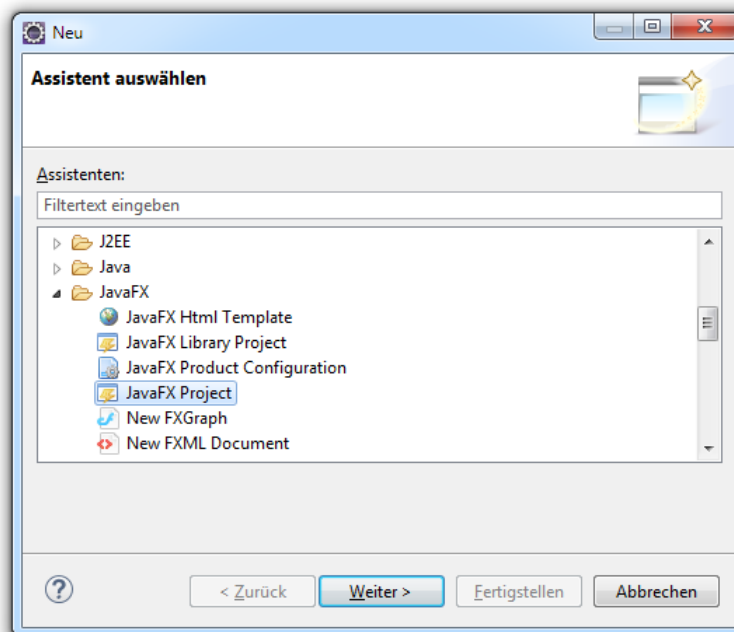 Neu
Assistent auswählen
Assistenten:
Filtertext eingeben
J2EE
Java
JavaFX
JavaFX Html Template
JavaFX Library Project
JavaFX Product Configuration
JavaFX Project
New FXGraph
New FXML Document
< Zurück Weiter > Fertigstellen Abbrechen